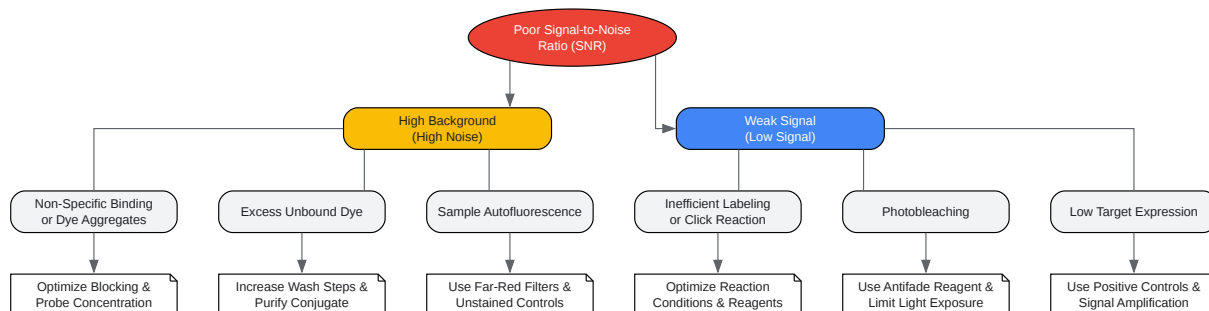 Poor Signal-to-Noise
Ratio (SNR)
High Background
(High Noise)
Weak Signal
(Low Signal)
Non-Specific Binding
or Dye Aggregates
Excess Unbound Dye
Sample Autofluorescence
Inefficient Labeling
or Click Reaction
Photobleaching
Low Target Expression
Optimize Blocking &
Probe Concentration
Increase Wash Steps &
Purify Conjugate
Use Far-Red Filters &
Unstained Controls
Optimize Reaction
Conditions & Reagents
Use Antifade Reagent &
Limit Light Exposure
Use Positive Controls &
Signal Amplification